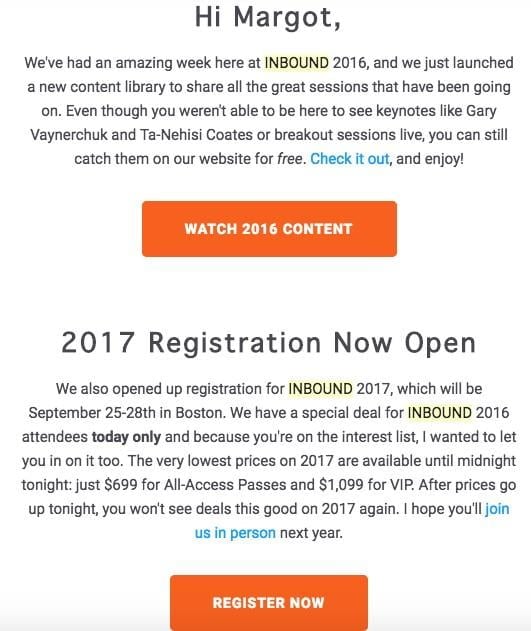 Hi Margot,
We've had an amazing week here at INBOUND 2016, and we just launched
a new content library to share all the great sessions that have been going
on. Even though you weren't able to be here to see keynotes like Gary
Vaynerchuk and Ta-Nehisi Coates or breakout sessions live, you can still
catch them on our website for free. Check it out, and enjoy!
WATCH 2016 CONTENT
2017 Registration Now Open
We also opened up registration for INBOUND 2017, which will be
September 25-28th in Boston. We have a special deal for INBOUND 2016
attendees today only and because you're on the interest list, I wanted to let
you in on it too. The very lowest prices on 2017 are available until midnight
tonight: just $699 for All-Access Passes and $1,099 for VIP. After prices go
up tonight, you won't see deals this good on 2017 again. I hope you'll join
us in person next year.
REGISTER NOW